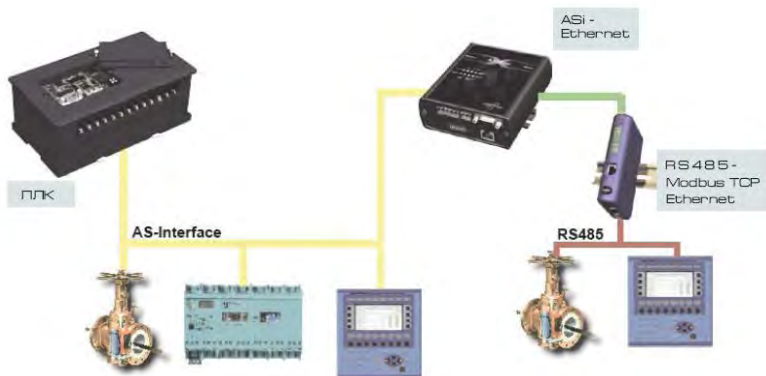 ASi -
Ethernet
ПЛК
RS485 -
Modbus TCP
Ethernet
AS-Interface
RS485